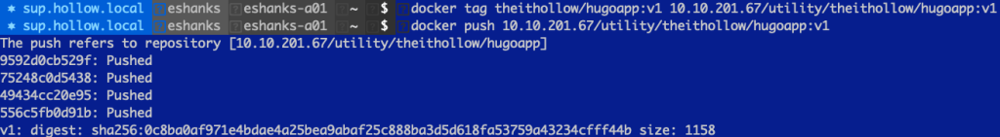 * sup.hollow.local eshanks eshanks-a01 ~ $ docker tag theithollow/hugoapp:v1 10.10.201.67/utility/theithollow/hugoapp:v1
* sup.hollow.local eshanks eshanks-a01 ~ $ docker push 10.10.201.67/utility/theithollow/hugoapp:v1
The push refers to repository [10.10.201.67/utility/theithollow/hugoapp]
9592d0cb529f: Pushed
75248c0d5438: Pushed
49434cc20e95: Pushed
556c5fb0d91b: Pushed
v1: digest: sha256:0c8ba0af971e4bdae4a25bea9abaf25c888ba3d5d618fa53759a43234cfff44b size: 1158